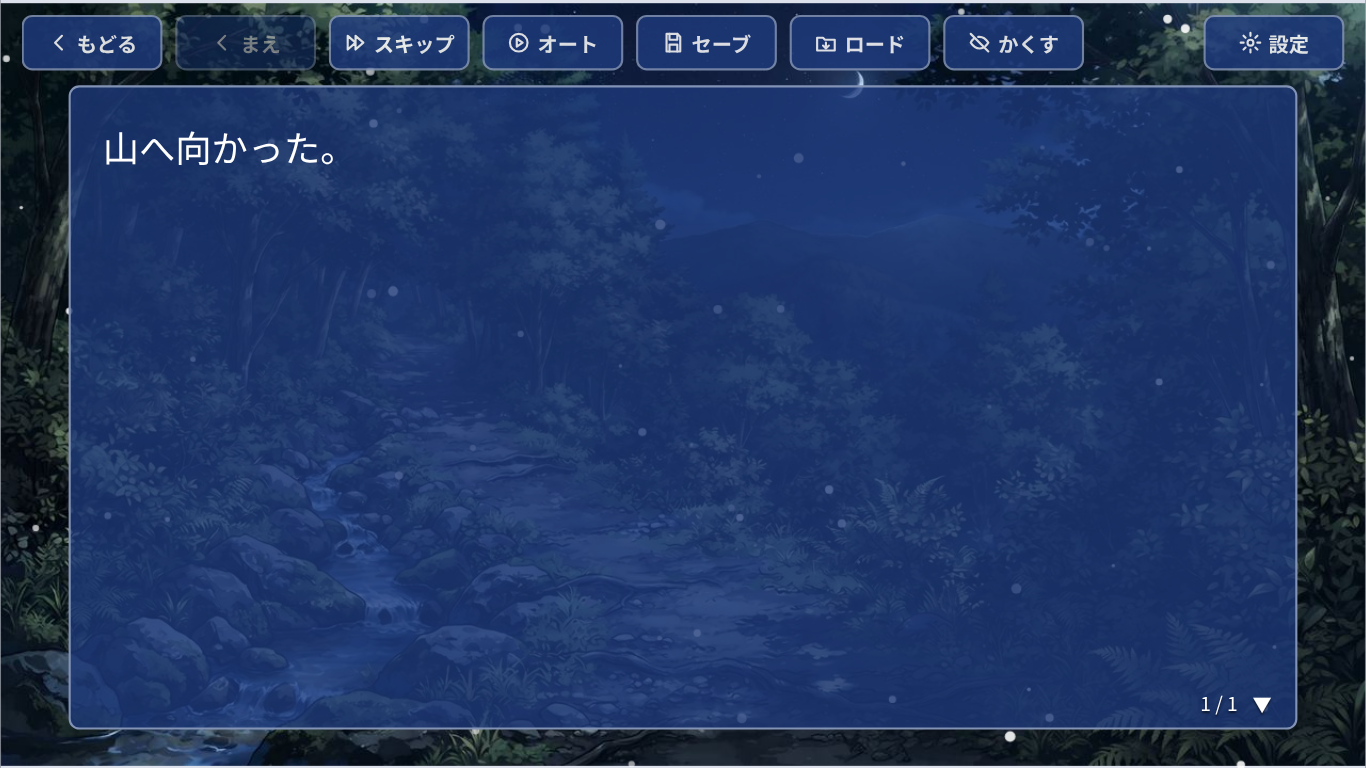 もどる
まえ
スキップ
オート
セーブ
ロード
かくす
設定
山へ向かった。
1/1 ▼